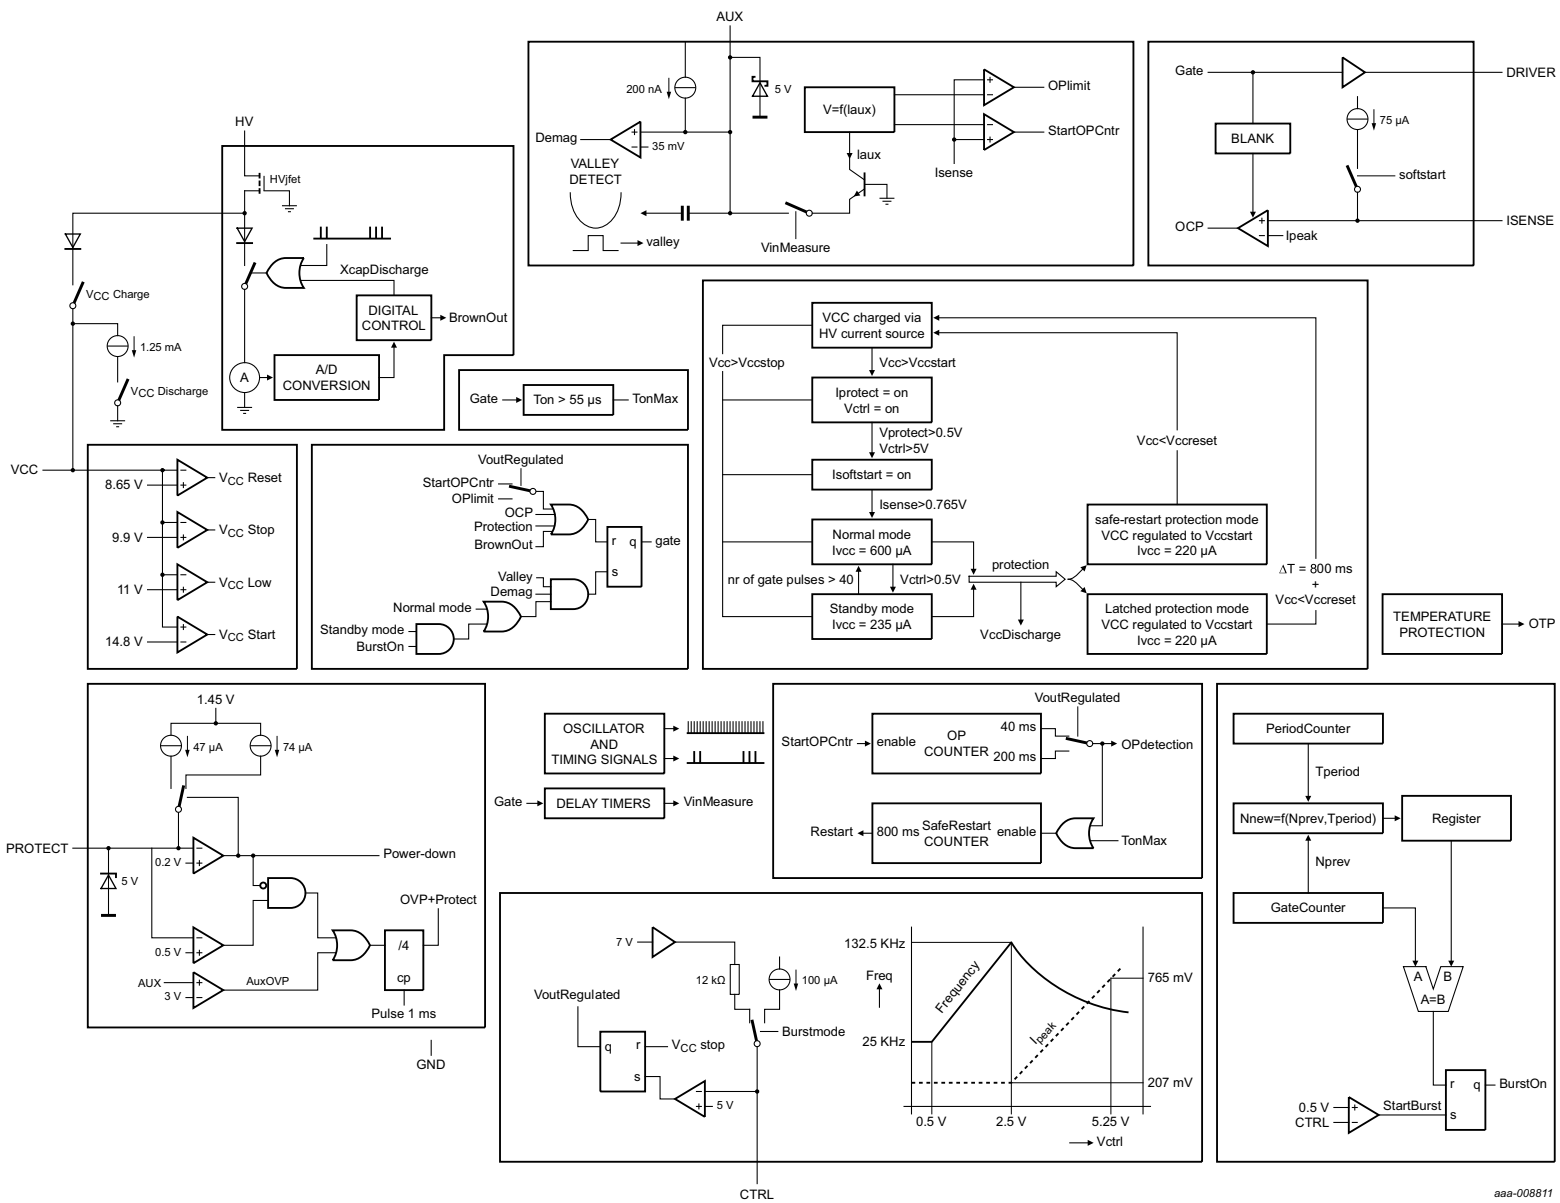 AUX
200 nA
5 V
Demag
35 mV
VALLEY
DETECT
valley
V=f(Iaux)
Iaux
OPlimit
StartOPCntr
Isense
VinMeasure
Gate
DRIVER
BLANK
75 µA
softstart
OCP
Ipeak
ISENSE
HV
HVjfet
XcapDischarge
DIGITAL
CONTROL
BrownOut
A
A/D
CONVERSION
VCC Charge
1.25 mA
VCC Discharge
Gate
Ton > 55 µs
TonMax
VCC
8.65 V
VCC Reset
9.9 V
VCC Stop
11 V
VCC Low
14.8 V
VCC Start
VoutRegulated
StartOPCntr
OPlimit
OCP
Protection
BrownOut
r
q
s
gate
Valley
Demag
Normal mode
Standby mode
BurstOn
VCC charged via
HV current source
Vcc>Vccstop
Vcc>Vccstart
Iprotect = on
Vctrl = on
Vprotect>0.5V
Vctrl>5V
Isoftstart = on
Isense>0.765V
Normal mode
Ivcc = 600 µA
nr of gate pulses > 40
Vctrl>0.5V
Standby mode
Ivcc = 235 µA
protection
VccDischarge
Vcc<Vccreset
safe-restart protection mode
VCC regulated to Vccstart
Ivcc = 220 µA
Latched protection mode
VCC regulated to Vccstart
Ivcc = 220 µA
ΔT = 800 ms
+
Vcc<Vccreset
TEMPERATURE
PROTECTION
OTP
1.45 V
47 µA
74 µA
PROTECT
0.2 V
Power-down
5 V
0.5 V
OVP+Protect
/4
cp
AUX
3 V
AuxOVP
Pulse 1 ms
GND
OSCILLATOR
AND
TIMING SIGNALS
Gate
DELAY TIMERS
VinMeasure
VoutRegulated
StartOPCntr
enable
OP
COUNTER
40 ms
200 ms
OPdetection
Restart
800 ms
SafeRestart
COUNTER
enable
TonMax
7 V
12 kΩ
100 µA
VoutRegulated
Burstmode
q
r
s
VCC stop
5 V
CTRL
132.5 KHz
Freq
25 KHz
Frequency
Ipeak
765 mV
207 mV
0.5 V
2.5 V
5.25 V
Vctrl
PeriodCounter
Tperiod
Nnew=f(Nprev,Tperiod)
Register
Nprev
GateCounter
A
B
A=B
r
q
s
BurstOn
0.5 V
CTRL
StartBurst
aaa-008811